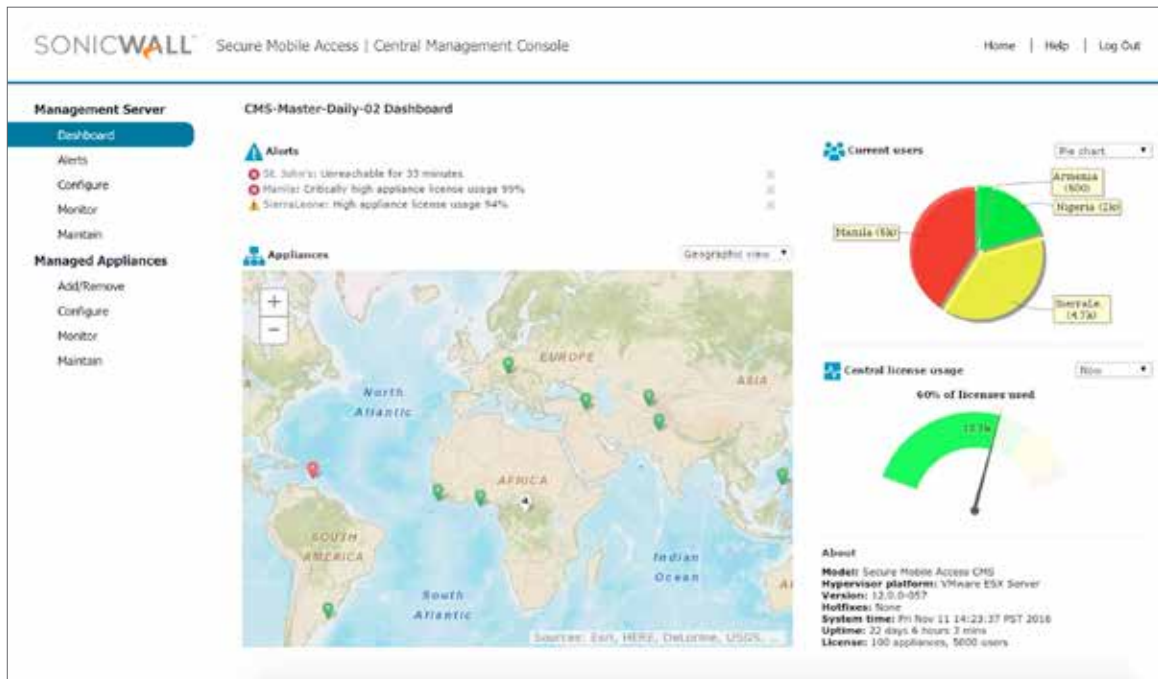 SONICWALL Secure Mobile Access | Central Management Console
Home | Help | Log Out
Management Server
Dashboard
Alerts
Configure
Monitor
Maintain
Managed Appliances
Add/Remove
Configure
Monitor
Maintain
CMS-Master-Daily-02 Dashboard
Alerts
St. John's: Unreachable for 33 minutes
Manila: Critically high appliance license usage 99%
SierraLeone: High appliance license usage 94%
Appliances
Geographic view
+
−
EUROPE
ASIA
North
Atlantic
AFRICA
4
SOUTH
AMERICA
Indian
Ocean
South
Atlantic
Sources: Esri, HERE, DeLorme, USGS, ...
Current users
Pie chart
Armenia
(500)
Nigeria (2k)
Manila (5k)
SierraLe.
(4.7k)
Central license usage
Now
60% of licenses used
About
Model: Secure Mobile Access CMS
Hypervisor platform: VMware ESX Server
Version: 12.0.0-057
Hotfixes: None
System time: Fri Nov 11 14:23:37 PST 2016
Uptime: 22 days 6 hours 3 mins
License: 100 appliances, 5000 users